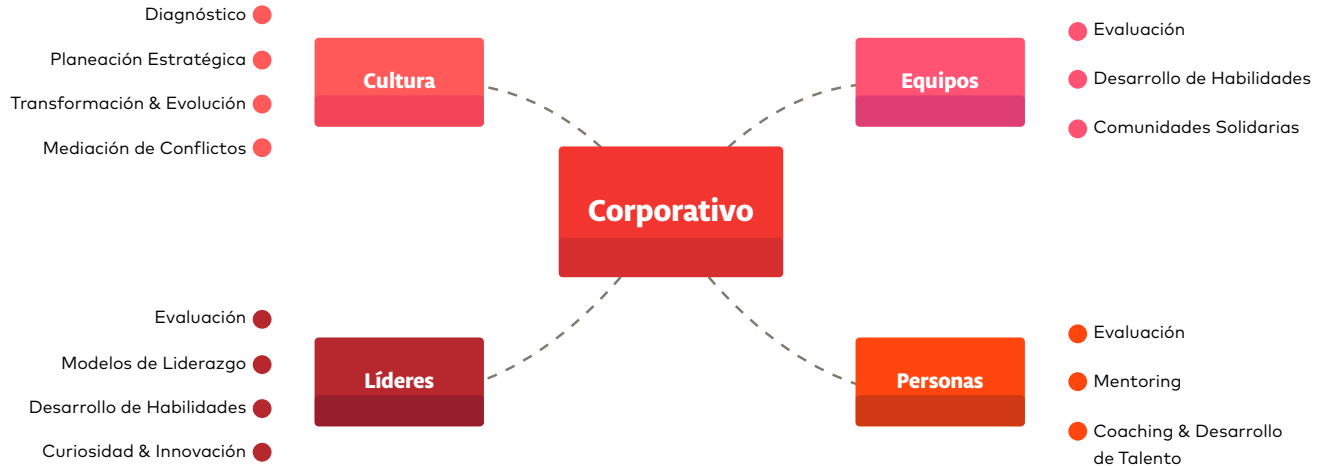 Diagnóstico
Planeación Estratégica
Transformación & Evolución
Mediación de Conflictos
Cultura
Equipos
Evaluación
Desarrollo de Habilidades
Comunidades Solidarias
Corporativo
Evaluación
Modelos de Liderazgo
Desarrollo de Habilidades
Curiosidad & Innovación
Líderes
Personas
Evaluación
Mentoring
Coaching & Desarrollo
de Talento